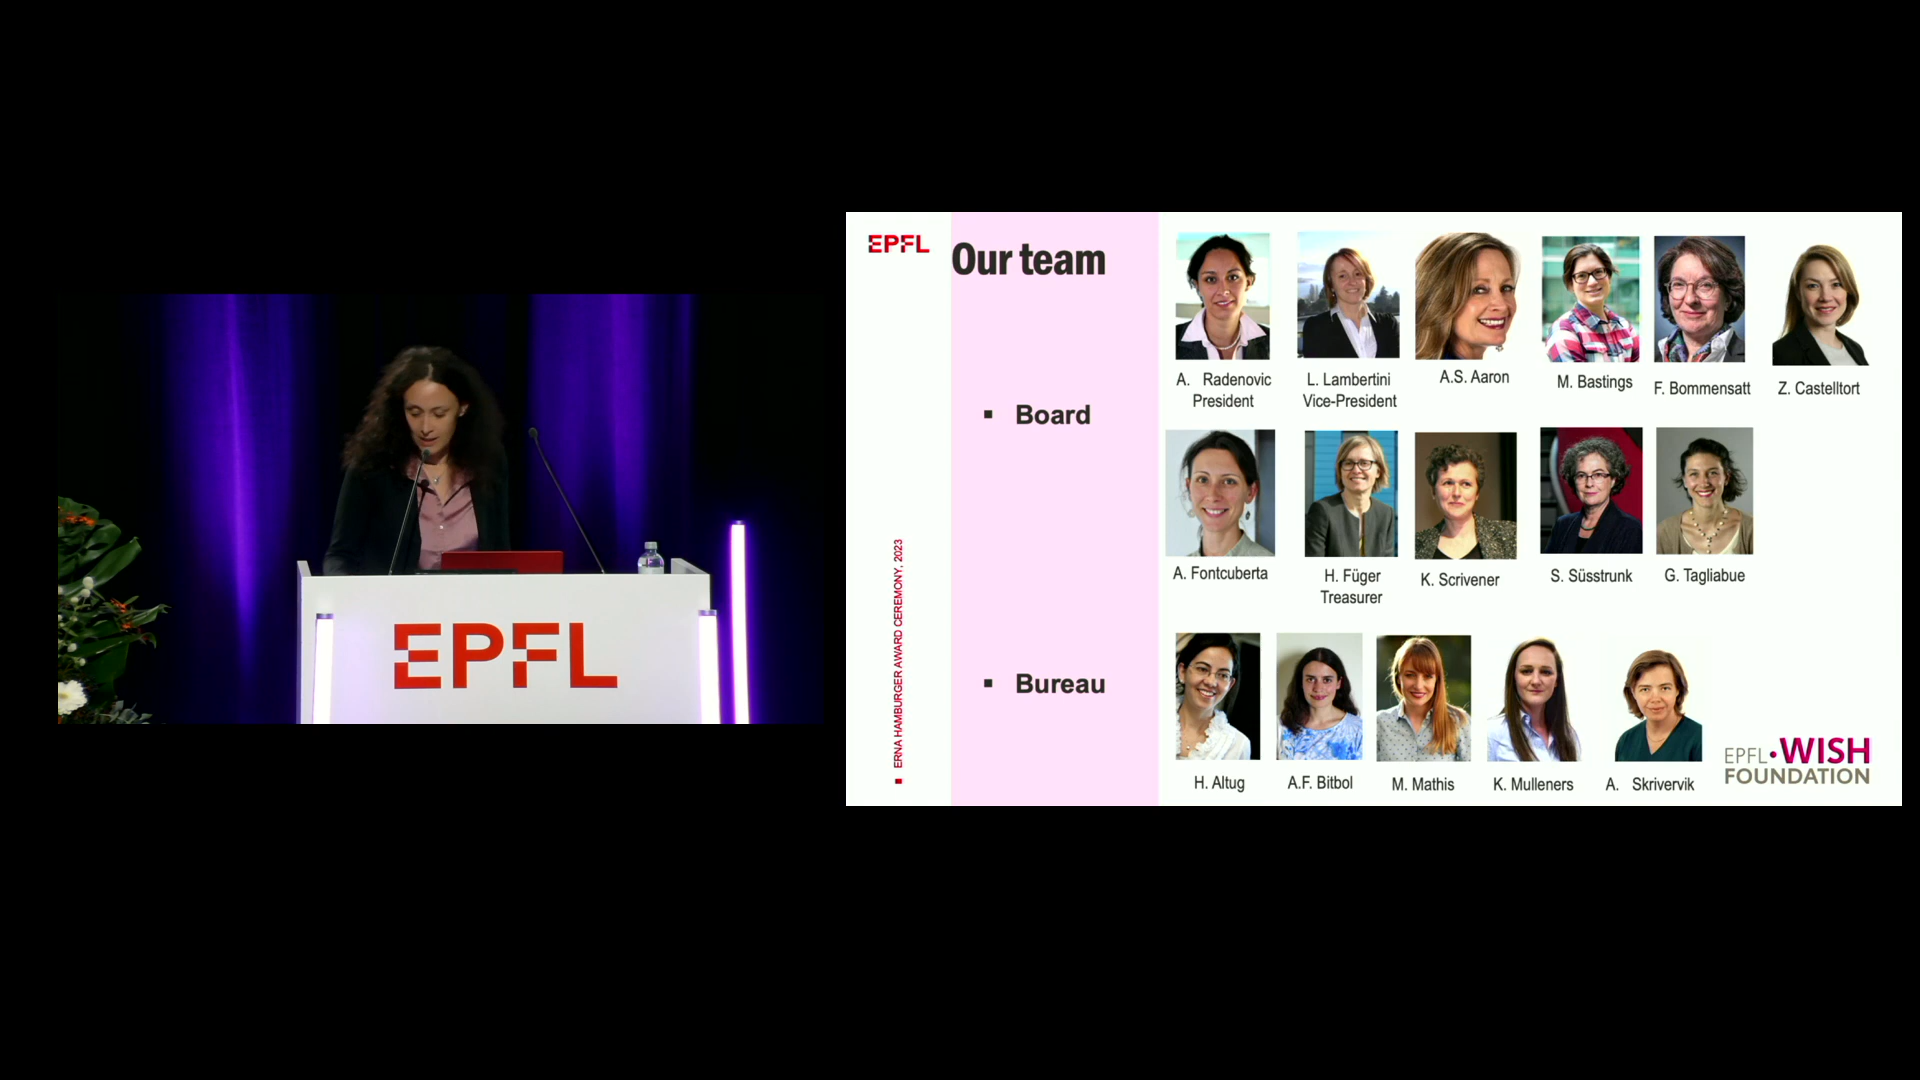 EPFL
EPFL
Our team
Board
Bureau
A. Radenovic
President
L. Lambertini
Vice-President
A.S. Aaron
M. Bastings
F. Bommensatt
Z. Castelltort
A. Fontcuberta
H. Füger
Treasurer
K. Scrivener
S. Süsstrunk
G. Tagliabue
H. Altug
A.F. Bitbol
M. Mathis
K. Mulleners
A. Skrivervik
ERNA HAMBURGER AWARD CEREMONY, 2023
EPFL·WISH
FOUNDATION